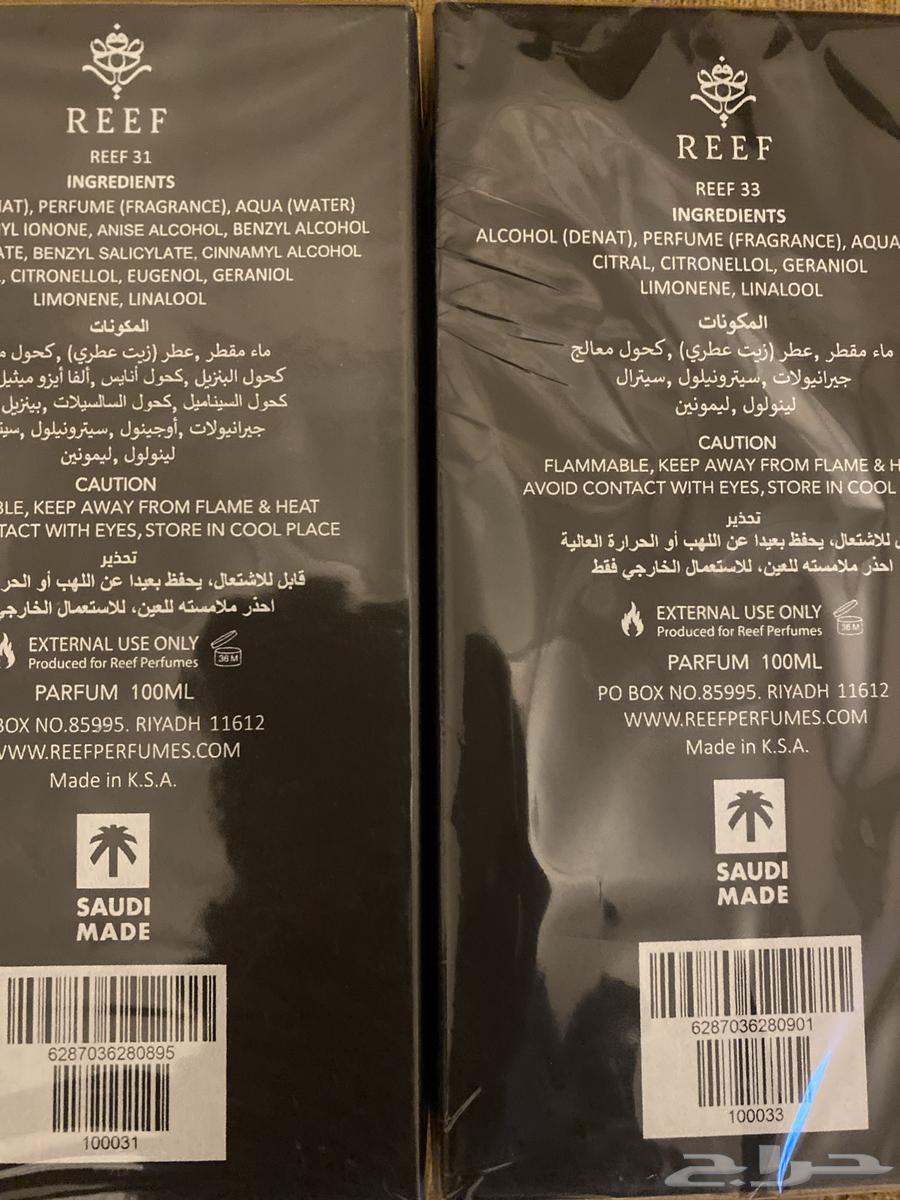 REEF
REEF 31
INGREDIENTS
PERFUME (FRAGRANCE), AQUA (WATER)
IONONE, ANISE ALCOHOL, BENZYL ALCOHOL
BENZYL SALICYLATE, CINNAMYL ALCOHOL
CITRONELLOL, EUGENOL, GERANIOL
LIMONENE, LINALOOL
المكونات
ماء مقطر ,عطر (زيت عطري) ,كحول
كحول البنزيل ,كحول أنايس ,ألفا أيزو ميثيل
كحول السيناميل ,كحول السالسيلات ,بينزيل
جيرانيولات ,أوجينول ,سيترونيلول
لينولول ,ليمونين
CAUTION
KEEP AWAY FROM FLAME & HEAT
WITH EYES, STORE IN COOL PLACE
تحذير
قابل للاشتعال، يحفظ بعيدا عن اللهب أو
احذر ملامسته للعين، للاستعمال
EXTERNAL USE ONLY
36 M
Produced for Reef Perfumes
PARFUM 100ML
BOX NO.85995. RIYADH 11612
WWW.REEFPERFUMES.COM
Made in K.S.A.
SAUDI
MADE
6287036280895
100031
REEF
REEF 33
INGREDIENTS
ALCOHOL (DENAT), PERFUME (FRAGRANCE), AQUA
CITRAL, CITRONELLOL, GERANIOL
LIMONENE, LINALOOL
المكونات
ماء مقطر ,عطر (زيت عطري) ,كحول معالج
جيرانيولات ,سيترونيلول ,سيترال
لينولول ,ليمونين
CAUTION
FLAMMABLE, KEEP AWAY FROM FLAME &
AVOID CONTACT WITH EYES, STORE IN COOL
تحذير
للاشتعال، يحفظ بعيدا عن اللهب أو الحرارة العالية
احذر ملامسته للعين، للاستعمال الخارجي فقط
EXTERNAL USE ONLY
36 M
Produced for Reef Perfumes
PARFUM 100ML
PO BOX NO.85995. RIYADH 11612
WWW.REEFPERFUMES.COM
Made in K.S.A.
SAUDI
MADE
6287036280901
100033
حراج